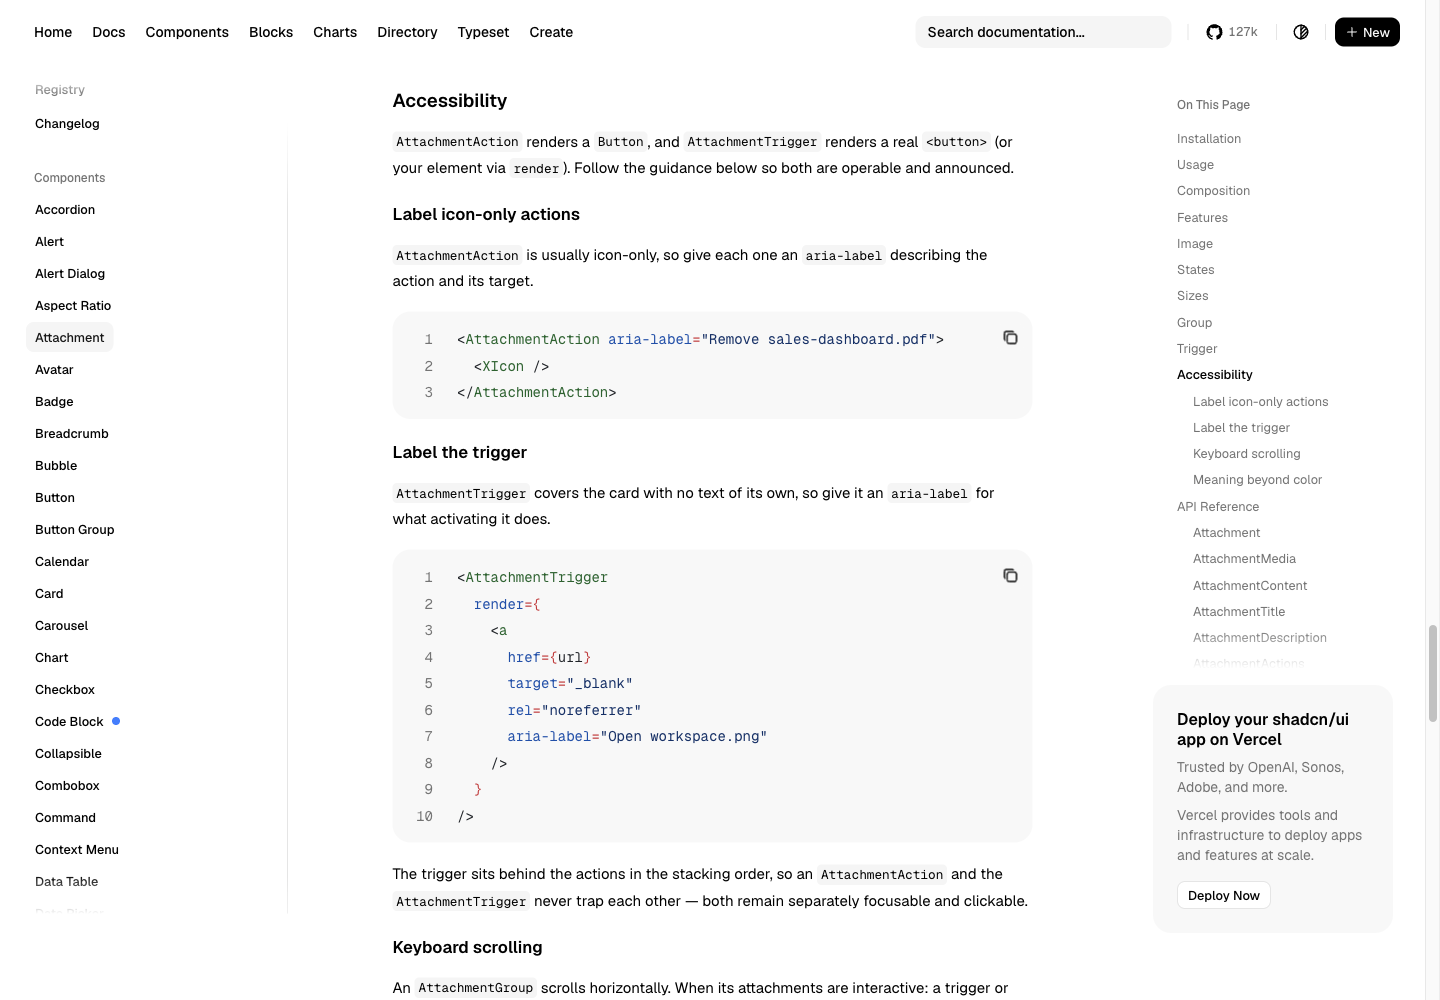 Home Docs Components Blocks Charts Directory Typeset Create
Search documentation...
127k
New
Registry
Changelog
Components
Accordion
Alert
Alert Dialog
Aspect Ratio
Attachment
Avatar
Badge
Breadcrumb
Bubble
Button
Button Group
Calendar
Card
Carousel
Chart
Checkbox
Code Block
Collapsible
Combobox
Command
Context Menu
Data Table
Data Picker
Accessibility
AttachmentAction renders a Button, and AttachmentTrigger renders a real <button> (or
your element via render). Follow the guidance below so both are operable and announced.
Label icon-only actions
AttachmentAction is usually icon-only, so give each one an aria-label describing the
action and its target.
1 <AttachmentAction aria-label="Remove sales-dashboard.pdf">
2 <XIcon />
3 </AttachmentAction>
Label the trigger
AttachmentTrigger covers the card with no text of its own, so give it an aria-label for
what activating it does.
1 <AttachmentTrigger
2 render={
3 <a
4 href={url}
5 target="_blank"
6 rel="noreferrer"
7 aria-label="Open workspace.png"
8 />
9 }
10 />
The trigger sits behind the actions in the stacking order, so an AttachmentAction and the
AttachmentTrigger never trap each other — both remain separately focusable and clickable.
Keyboard scrolling
An AttachmentGroup scrolls horizontally. When its attachments are interactive: a trigger or
On This Page
Installation
Usage
Composition
Features
Image
States
Sizes
Group
Trigger
Accessibility
Label icon-only actions
Label the trigger
Keyboard scrolling
Meaning beyond color
API Reference
Attachment
AttachmentMedia
AttachmentContent
AttachmentTitle
AttachmentDescription
AttachmentActions
Deploy your shadcn/ui
app on Vercel
Trusted by OpenAI, Sonos,
Adobe, and more.
Vercel provides tools and
infrastructure to deploy apps
and features at scale.
Deploy Now